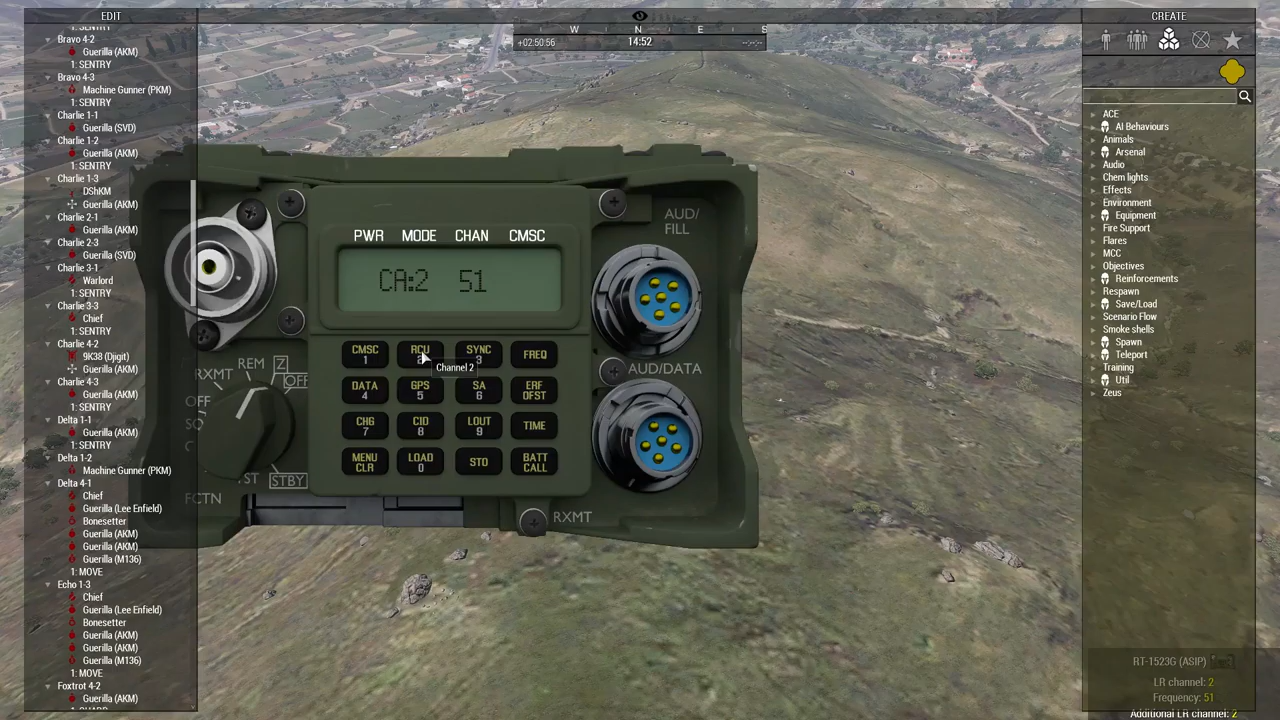 EDIT
1: SENTRY
Bravo 4-2
Guerilla (AKM)
1: SENTRY
Bravo 4-3
Machine Gunner (PKM)
1: SENTRY
Charlie 1-1
Guerilla (SVD)
Charlie 1-2
Guerilla (AKM)
1: SENTRY
Charlie 1-3
DShKM
Guerilla (AKM)
Charlie 2-1
Guerilla (AKM)
Charlie 2-3
Guerilla (SVD)
Charlie 3-1
Warlord
1: SENTRY
Charlie 3-3
Chief
1: SENTRY
Charlie 4-2
9K38 (Djigit)
Guerilla (AKM)
Charlie 4-3
Guerilla (AKM)
1: SENTRY
Delta 1-1
Guerilla (AKM)
1: SENTRY
Delta 1-2
Machine Gunner (PKM)
Delta 4-1
Chief
Guerilla (Lee Enfield)
Bonesetter
Guerilla (AKM)
Guerilla (AKM)
Guerilla (M136)
1: MOVE
Echo 1-3
Chief
Guerilla (Lee Enfield)
Bonesetter
Guerilla (AKM)
Guerilla (AKM)
Guerilla (M136)
1: MOVE
Foxtrot 4-2
Guerilla (AKM)
W N E S
+02:50:56 14:52 --:--:--
AUD/
FILL
PWR MODE CHAN CMSC
CA:2 51
CMSC 1 RCU SYNC 3 FREQ
Channel 2
AUD/DATA
DATA 4 GPS 5 SA 6 ERF OFST
CHG 7 CID 8 LOUT 9 TIME
MENU CLR LOAD 0 STO BATT CALL
REM Z
RXMT OFF
OFF
STBY
FCTN
RXMT
CREATE
ACE
AI Behaviours
Animals
Arsenal
Audio
Chem lights
Effects
Environment
Equipment
Fire Support
Flares
MCC
Objectives
Reinforcements
Respawn
Save/Load
Scenario Flow
Smoke shells
Spawn
Teleport
Training
Util
Zeus
RT-1523G (ASIP)
LR channel: 2
Frequency: 51
Additional LR channel: 2